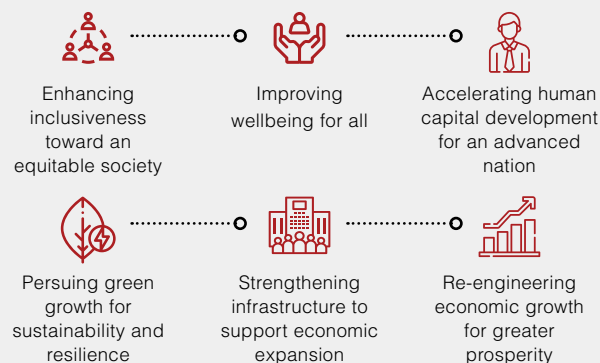 Enhancing
inclusiveness
toward an
equitable society
Improving
wellbeing for all
Accelerating human
capital development
for an advanced
nation
Persuing green
growth for
sustainability and
resilience
Strengthening
infrastructure to
support economic
expansion
Re-engineering
economic growth
for greater
prosperity